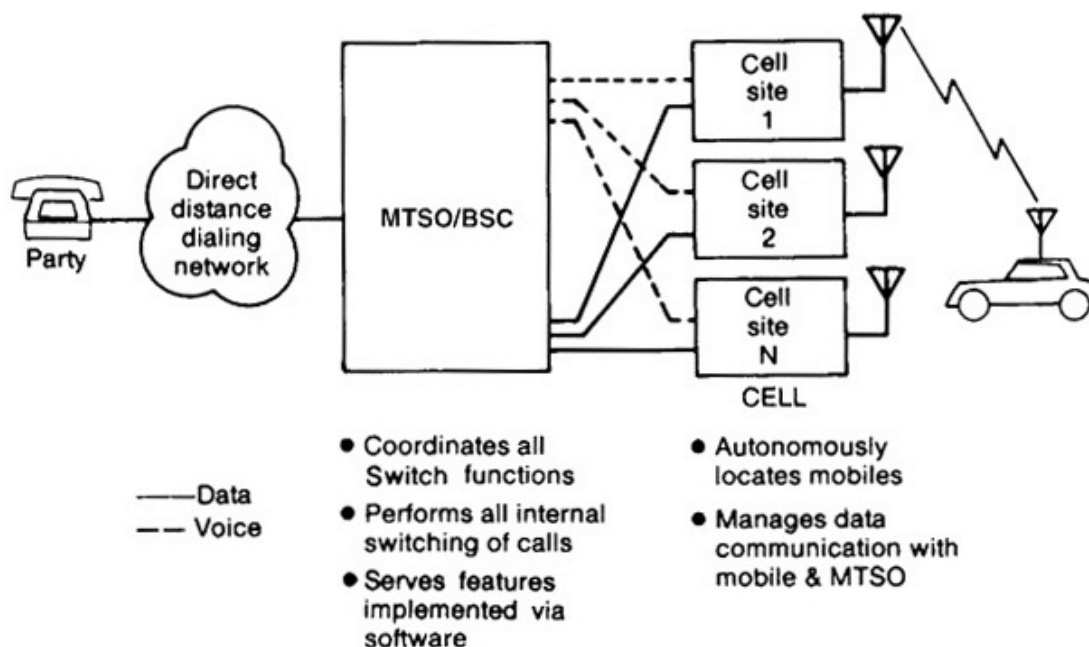 Cell
site
1
Cell
site
2
Cell
site
N
CELL
MTSO/BSC
Direct
distance
dialing
network
Party
Data
Voice
● Coordinates all
Switch functions
● Performs all internal
switching of calls
● Serves features
implemented via
software
● Autonomously
locates mobiles
● Manages data
communication with
mobile & MTSO